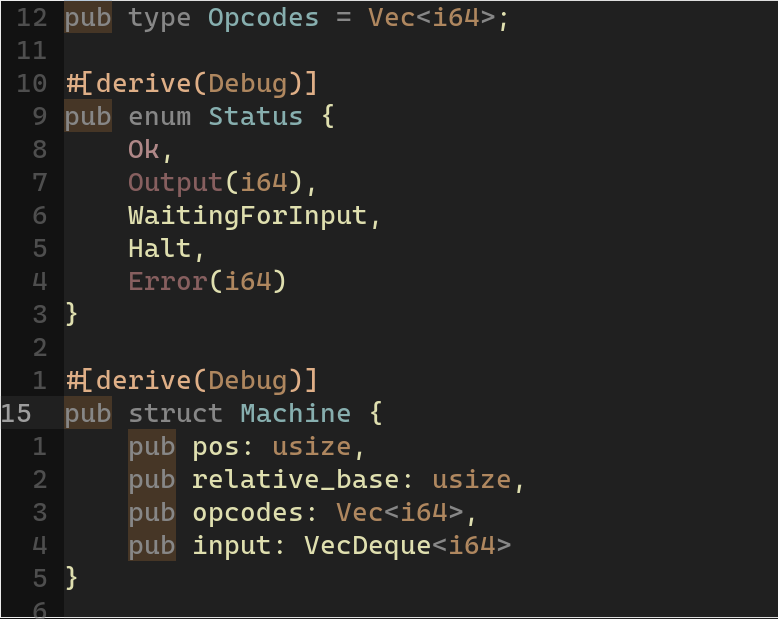 12 pub type Opcodes = Vec<i64>;
11
10 #[derive(Debug)]
9 pub enum Status {
8     Ok,
7     Output(i64),
6     WaitingForInput,
5     Halt,
4     Error(i64)
3 }
2
1 #[derive(Debug)]
15 pub struct Machine {
1     pub pos: usize,
2     pub relative_base: usize,
3     pub opcodes: Vec<i64>,
4     pub input: VecDeque<i64>
5 }
6